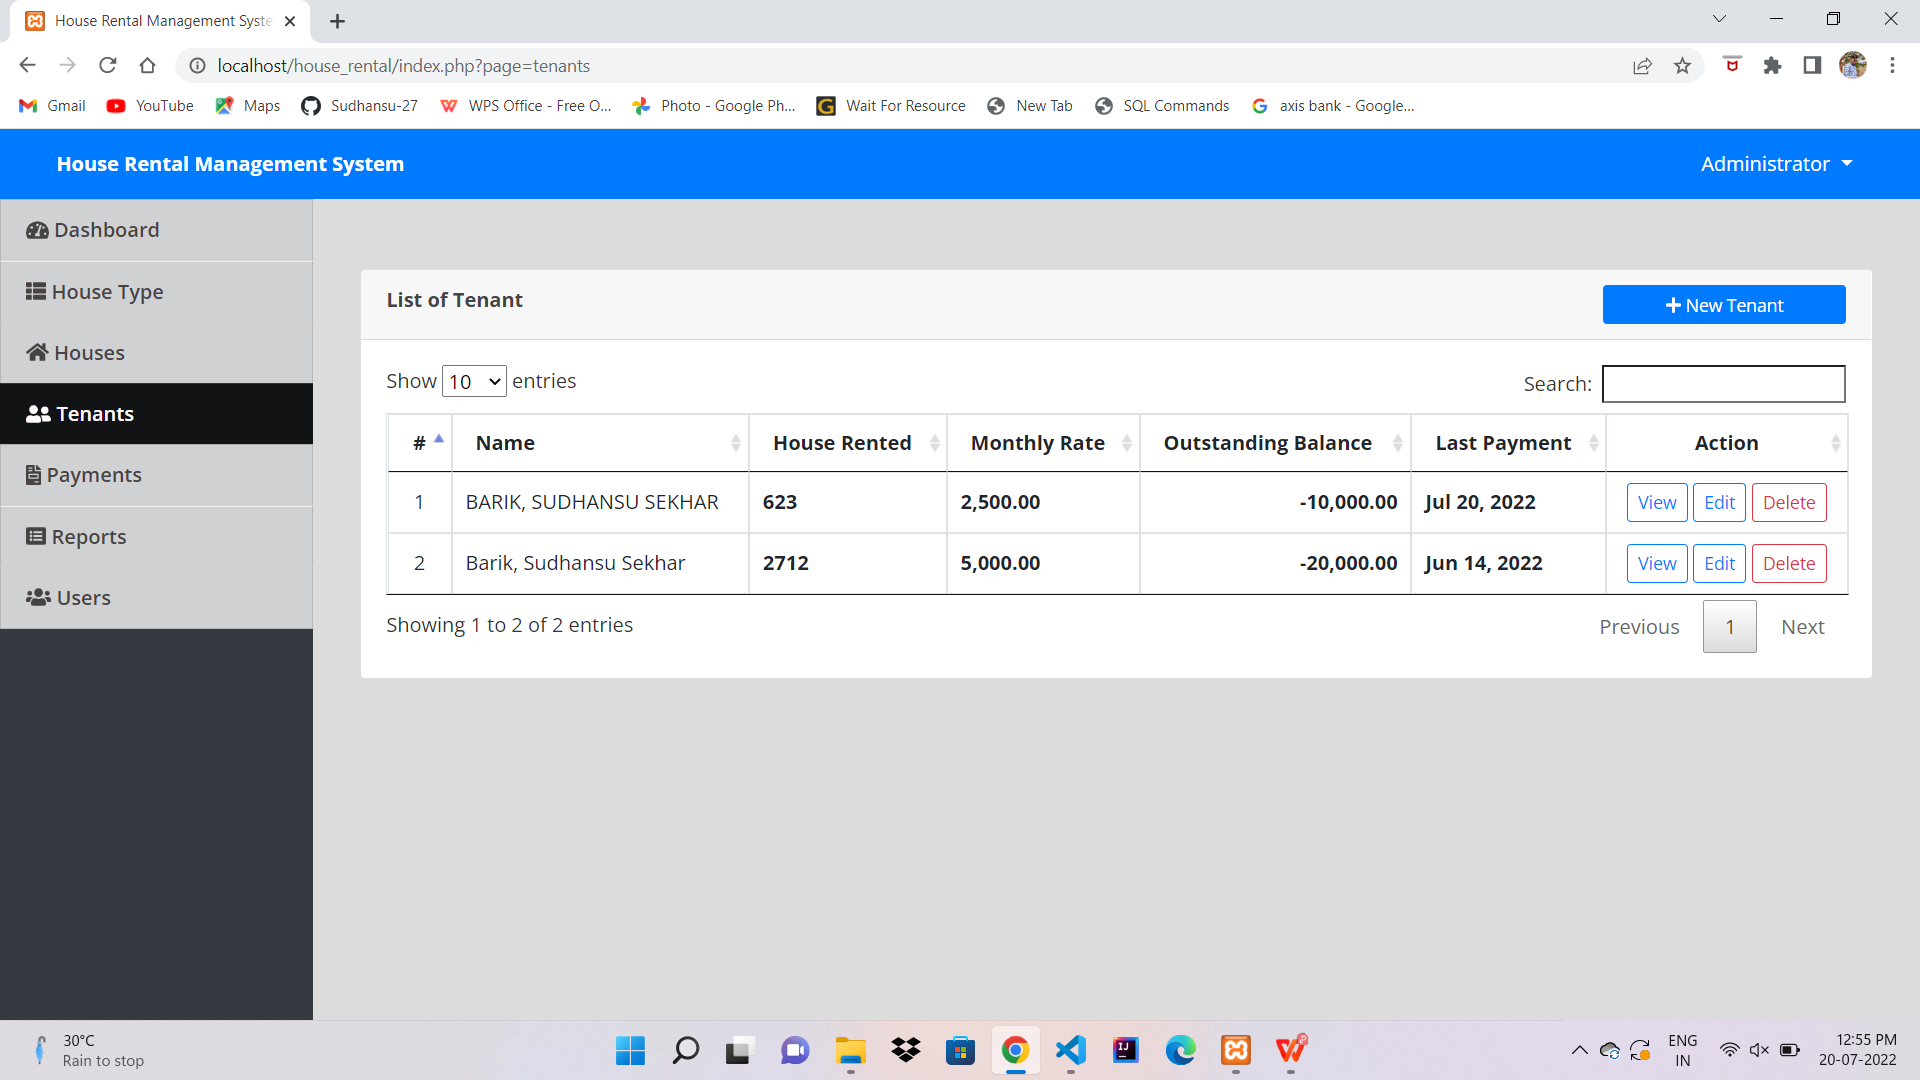 House Rental Management Syste
localhost/house_rental/index.php?page=tenants
Gmail YouTube Maps Sudhansu-27 WPS Office - Free O... Photo - Google Ph... Wait For Resource New Tab SQL Commands axis bank - Google...
House Rental Management System Administrator
Dashboard
House Type
Houses
Tenants
Payments
Reports
Users
List of Tenant New Tenant
Show 10 entries Search:
# Name House Rented Monthly Rate Outstanding Balance Last Payment Action
1 BARIK, SUDHANSU SEKHAR 623 2,500.00 -10,000.00 Jul 20, 2022 View Edit Delete
2 Barik, Sudhansu Sekhar 2712 5,000.00 -20,000.00 Jun 14, 2022 View Edit Delete
Showing 1 to 2 of 2 entries Previous 1 Next
30°C
Rain to stop
ENG
IN
12:55 PM
20-07-2022